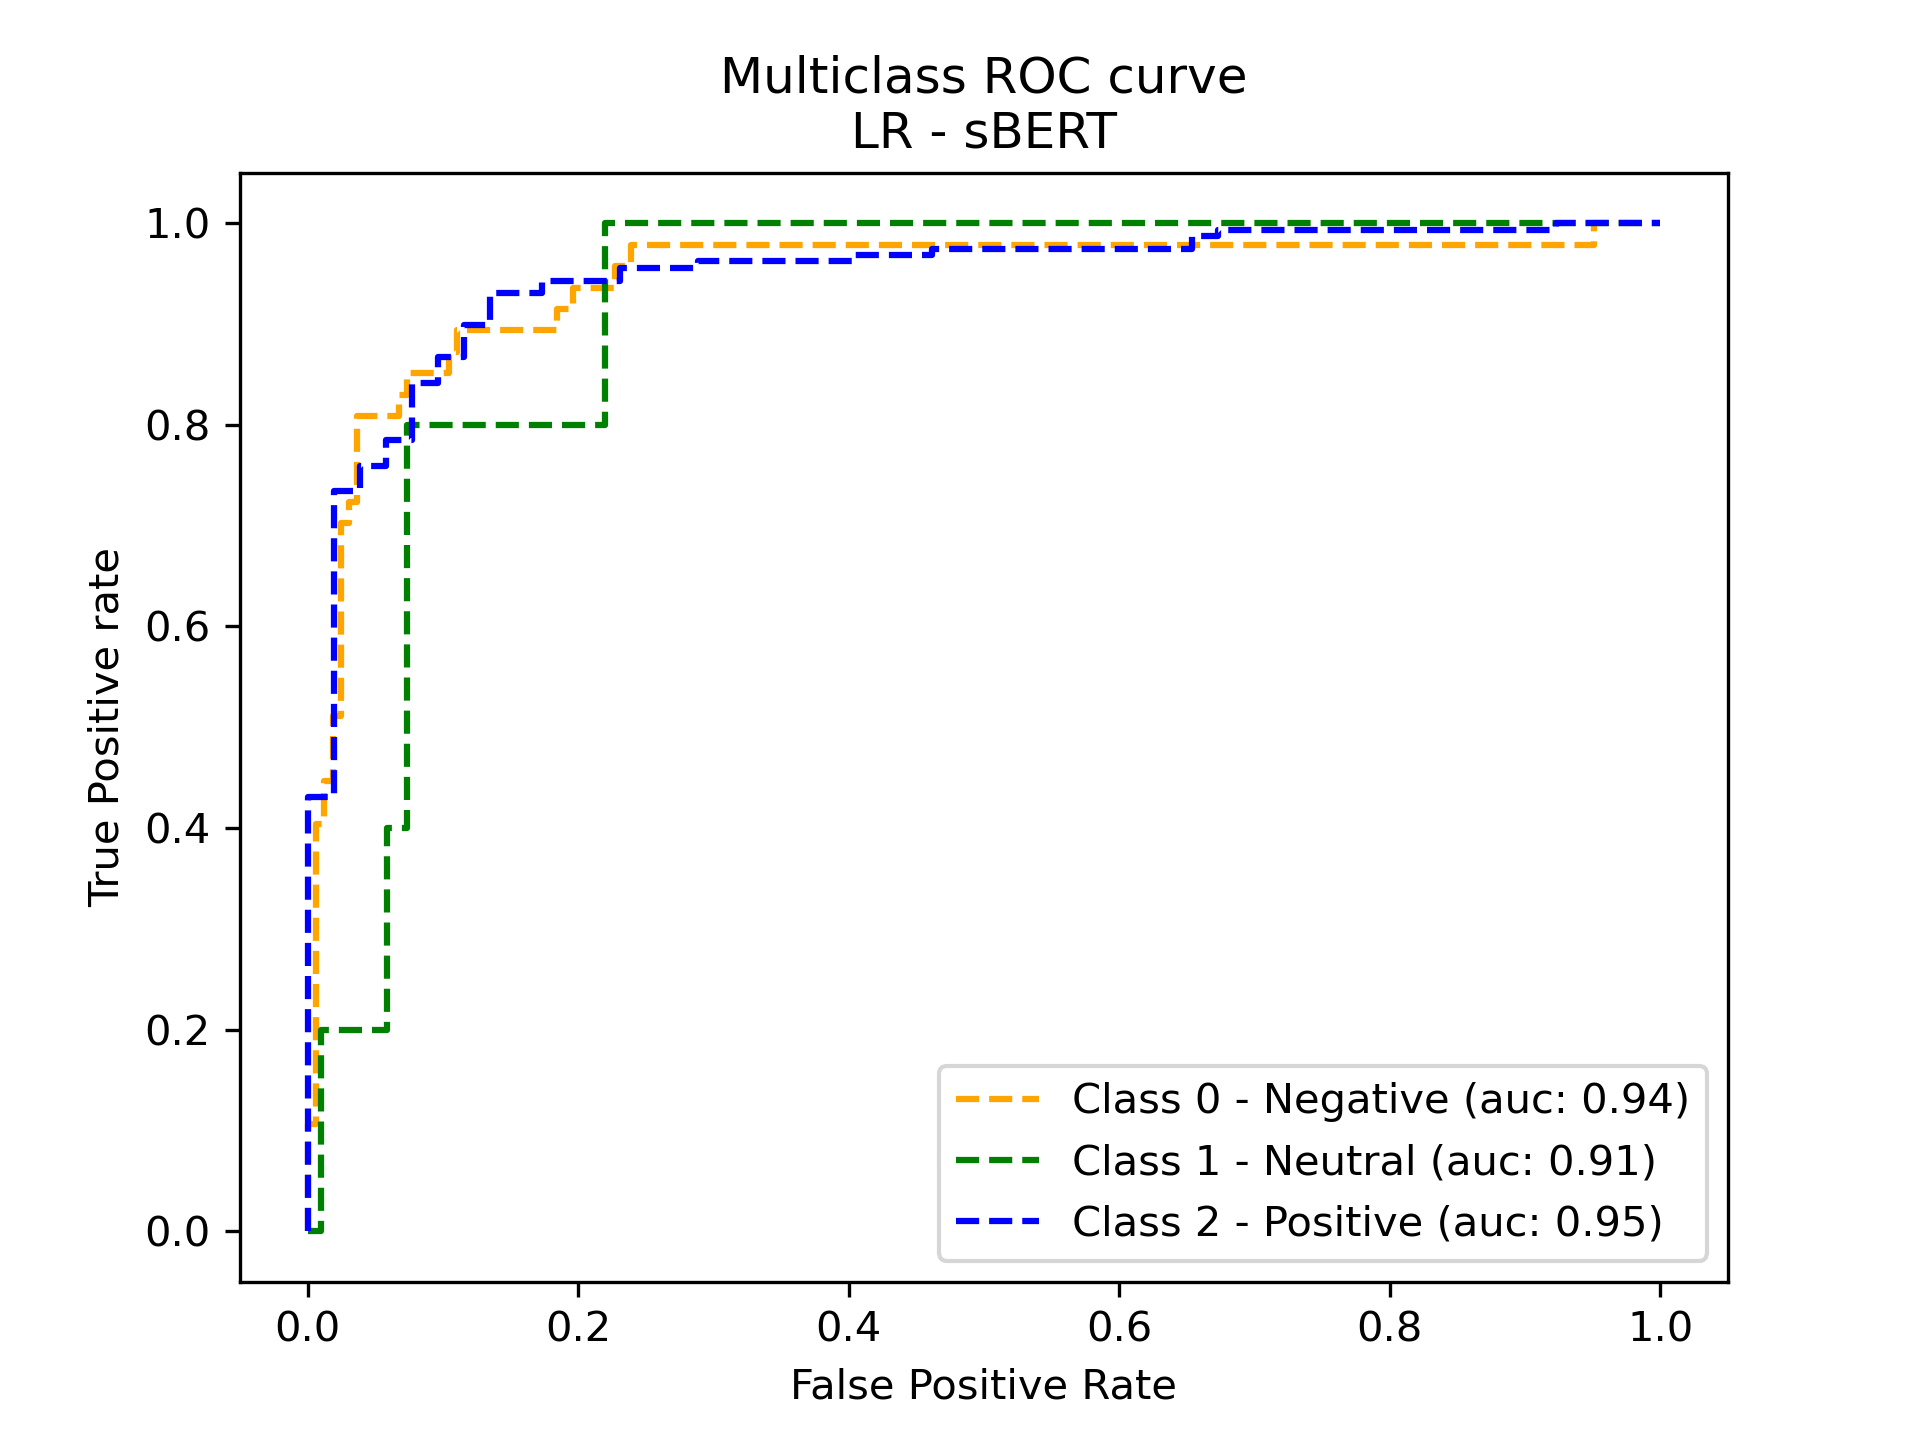 Multiclass ROC curve
LR - sBERT
True Positive rate
1.0
0.8
0.6
0.4
0.2
0.0
Class 0 - Negative (auc: 0.94)
Class 1 - Neutral (auc: 0.91)
Class 2 - Positive (auc: 0.95)
0.0 0.2 0.4 0.6 0.8 1.0
False Positive Rate